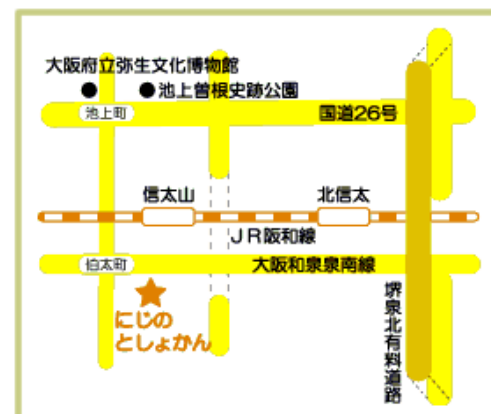 大阪府立弥生文化博物館
池上曽根史跡公園
池上町
国道26号
信太山
北信太
JR阪和線
伯太町
大阪和泉泉南線
にじの
としょかん
堺泉北有料道路